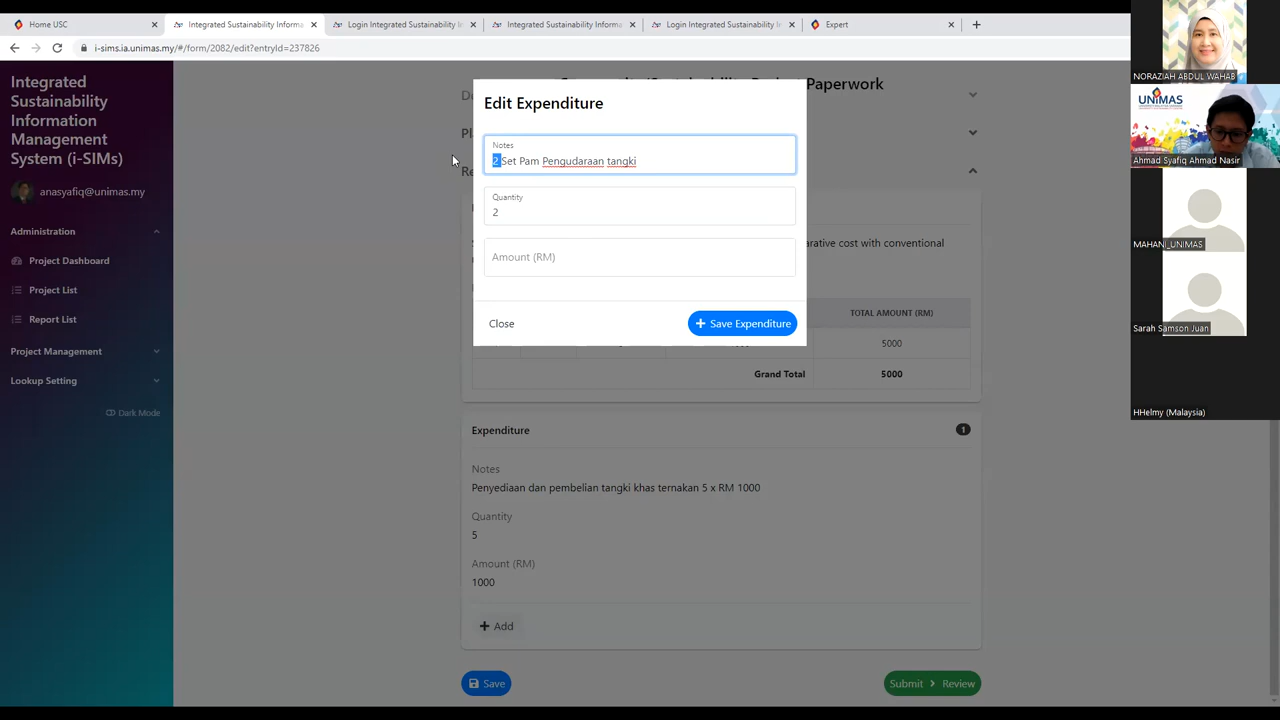 Home USC
Integrated Sustainability Informa
Login Integrated Sustainability In
Integrated Sustainability Informa
Login Integrated Sustainability In
Expert
i-sims.ia.unimas.my/#/form/2082/edit?entryId=237826
Integrated
Sustainability
Information
Management
System (i-SIMs)
anasyafiq@unimas.my
Administration
Project Dashboard
Project List
Report List
Project Management
Lookup Setting
Dark Mode
Paperwork
Edit Expenditure
Notes
2 Set Pam Pengudaraan tangki
Quantity
2
Amount (RM)
Close
Save Expenditure
arative cost with conventional
TOTAL AMOUNT (RM)
5000
Grand Total
5000
Expenditure
1
Notes
Penyediaan dan pembelian tangki khas ternakan 5 x RM 1000
Quantity
5
Amount (RM)
1000
Add
Save
Submit
Review
NORAZIAH ABDUL WAHAB
UNIMAS
Ahmad Syafiq Ahmad Nasir
MAHANI_UNIMAS
Sarah Samson Juan
HHelmy (Malaysia)